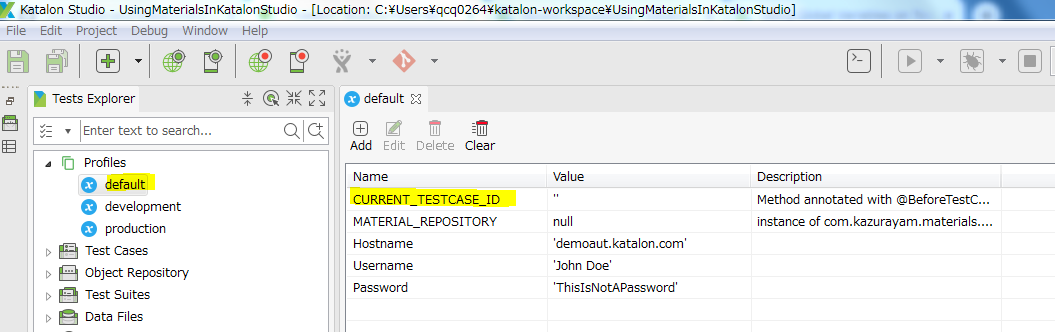 Katalon Studio - UsingMaterialsInKatalonStudio - [Location: C:¥Users¥qcq0264¥katalon-workspace¥UsingMaterialsInKatalonStudio]
File Edit Project Debug Window Help
Tests Explorer
default
Enter text to search...
Add Edit Delete Clear
Name Value Description
Profiles
default
CURRENT_TESTCASE_ID '' Method annotated with @BeforeTestC...
development
MATERIAL_REPOSITORY null instance of com.kazurayam.materials....
production
Hostname 'demoaut.katalon.com'
Test Cases
Username 'John Doe'
Object Repository
Password 'ThisIsNotAPassword'
Test Suites
Data Files